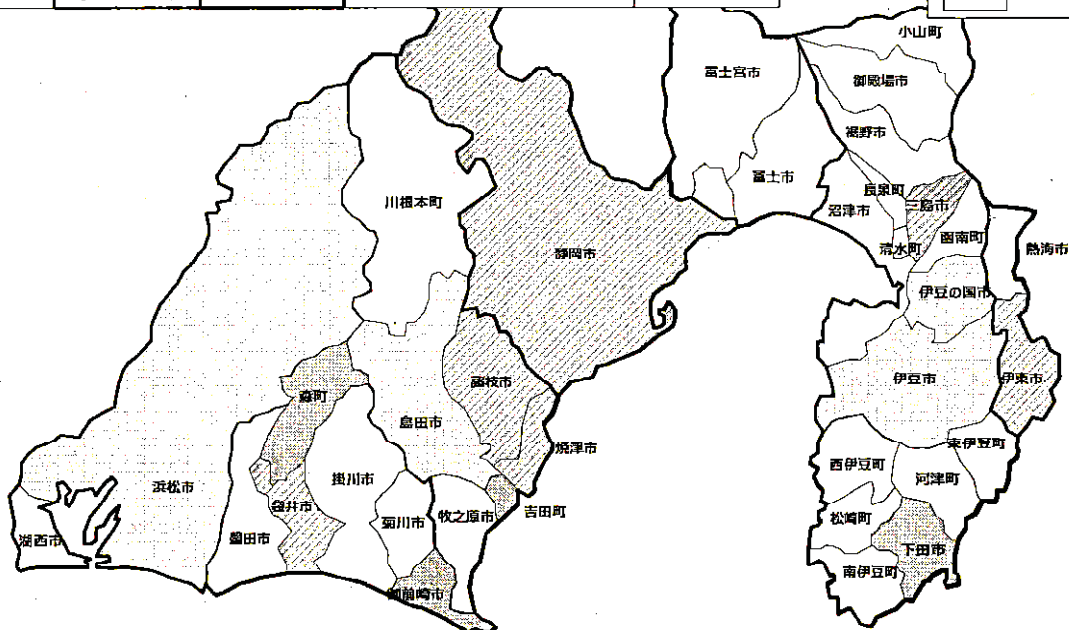 小山町
富士宮市
御殿場市
裾野市
富士市
長泉町
三島市
川根本町
沼津市
清水町
函南町
熱海市
静岡市
伊豆の国市
伊豆市
伊東市
藤枝市
森町
島田市
焼津市
東伊豆町
西伊豆町
河津町
掛川市
浜松市
袋井市
牧之原市
吉田町
菊川市
松崎町
磐田市
湖西市
下田市
南伊豆町
御前崎市